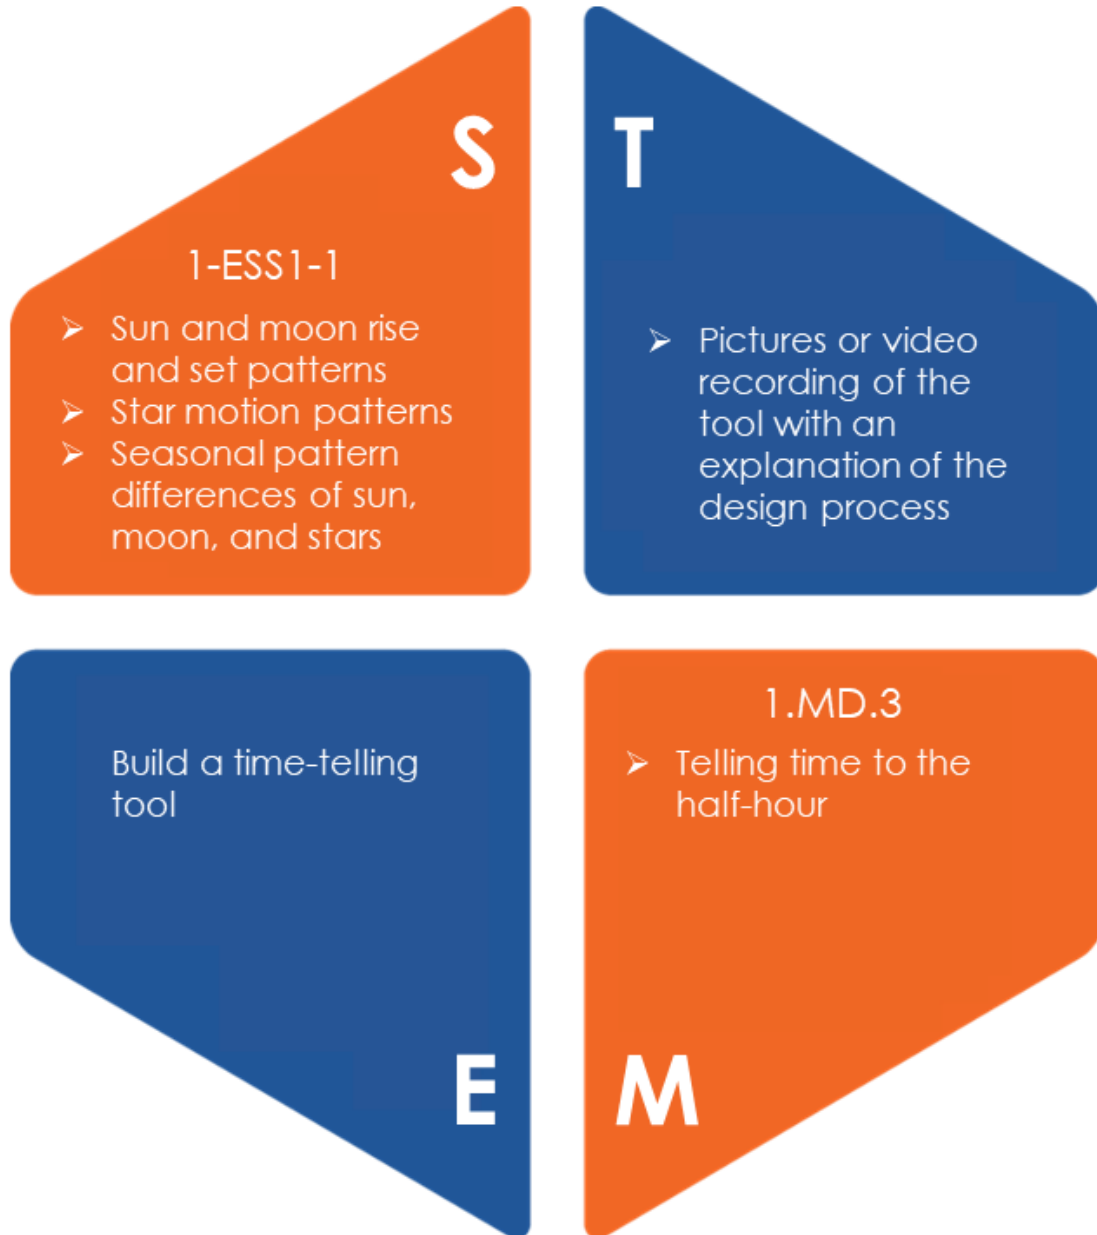 S
1-ESS1-1
➢ Sun and moon rise
and set patterns
➢ Star motion patterns
➢ Seasonal pattern
differences of sun,
moon, and stars
T
➢ Pictures or video
recording of the
tool with an
explanation of the
design process
Build a time-telling
tool
E
1.MD.3
➢ Telling time to the
half-hour
M